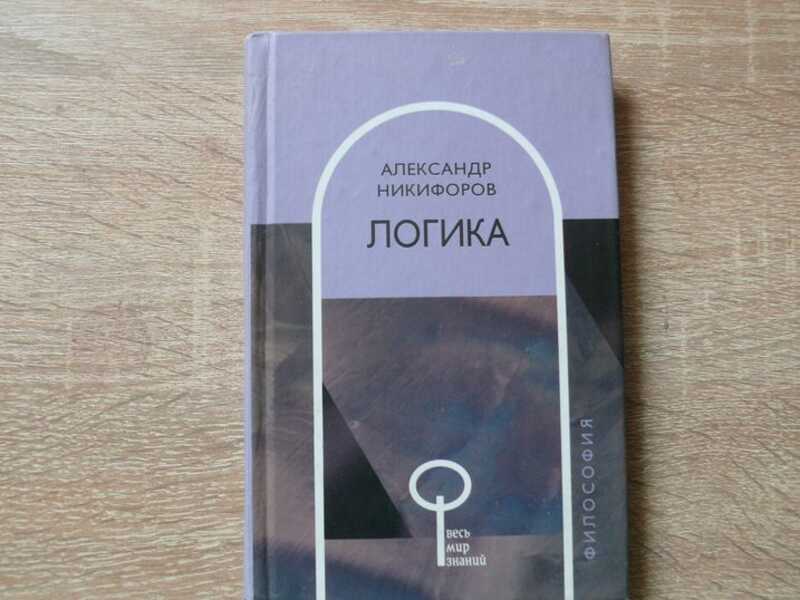 АЛЕКСАНДР
НИКИФОРОВ
ЛОГИКА
ФИЛОСОФИЯ
весь
мир
знаний